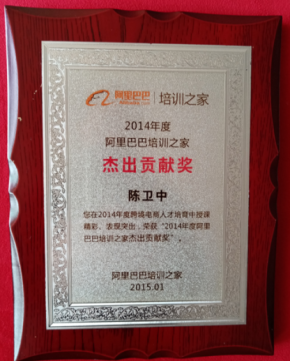 阿里巴巴 培训之家
Alibaba.com
2014年度
阿里巴巴培训之家
杰出贡献奖
陈卫中
您在2014年度跨境电商人才培育中授课
精彩、表现突出，荣获“2014年度阿里
巴巴培训之家杰出贡献奖”。
阿里巴巴培训之家
2015.01